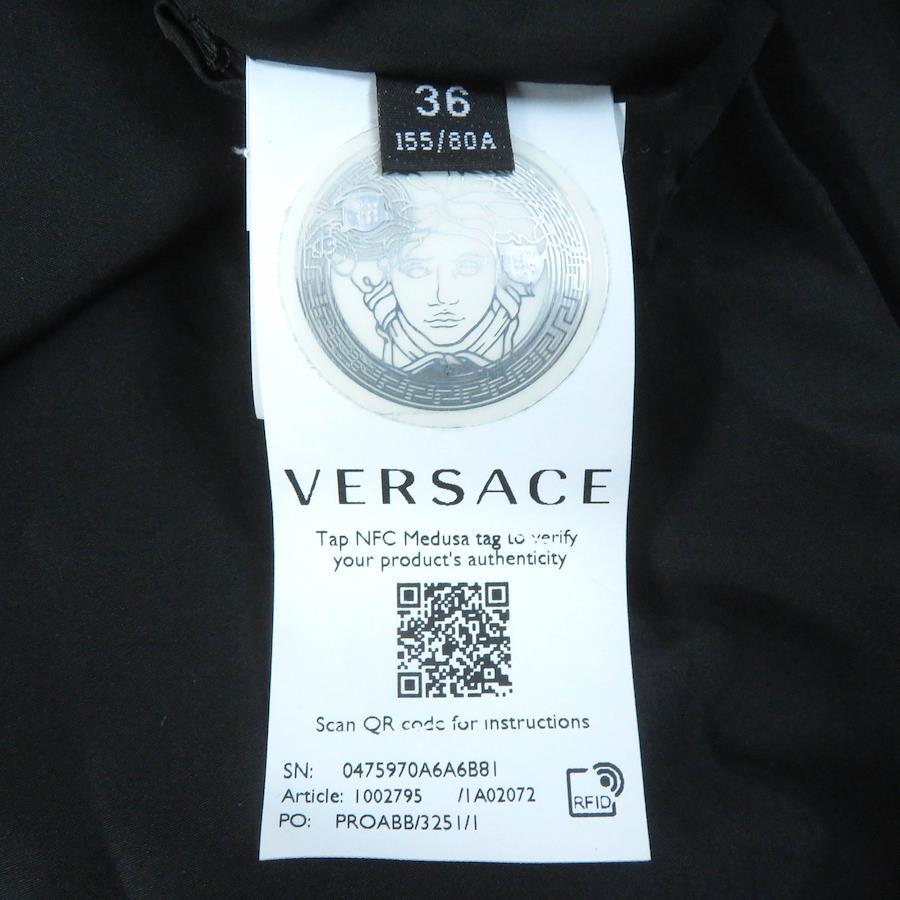 36
155/80A
VERSACE
Tap NFC Medusa tag to verify
your product's authenticity
Scan QR code for instructions
SN: 0475970A6A6B81
Article: 1002795 /1A02072
PO: PROABB/3251/1
RFID